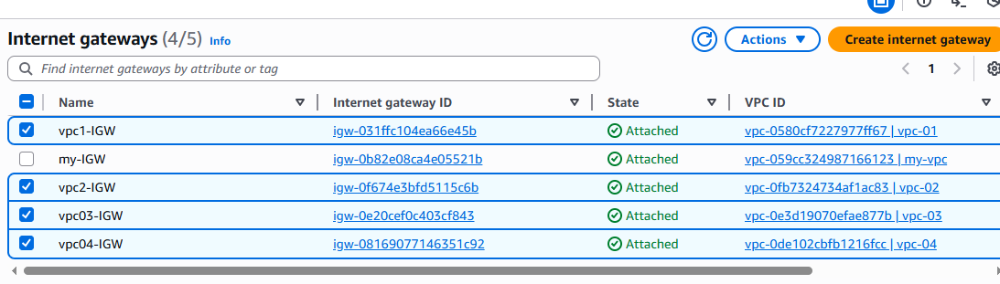 Internet gateways (4/5) Info Actions Create internet gateway
Find internet gateways by attribute or tag 1
Name Internet gateway ID State VPC ID
vpc1-IGW igw-031ffc104ea66e45b Attached vpc-0580cf7227977ff67 | vpc-01
my-IGW igw-0b82e08ca4e05521b Attached vpc-059cc324987166123 | my-vpc
vpc2-IGW igw-0f674e3bfd5115c6b Attached vpc-0fb7324734af1ac83 | vpc-02
vpc03-IGW igw-0e20cef0c403cf843 Attached vpc-0e3d19070efae877b | vpc-03
vpc04-IGW igw-08169077146351c92 Attached vpc-0de102cbfb1216fcc | vpc-04